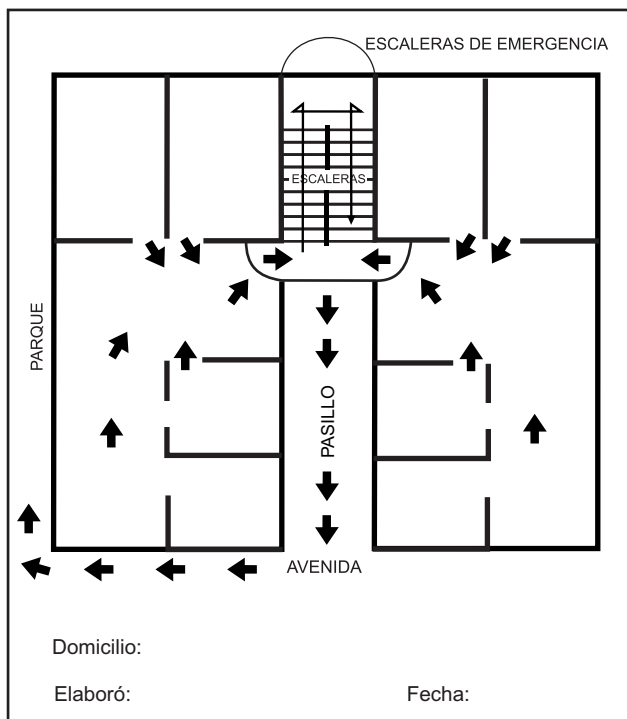 ESCALERAS DE EMERGENCIA
ESCALERAS
PARQUE
PASILLO
AVENIDA
Domicilio:
Elaboró:
Fecha: